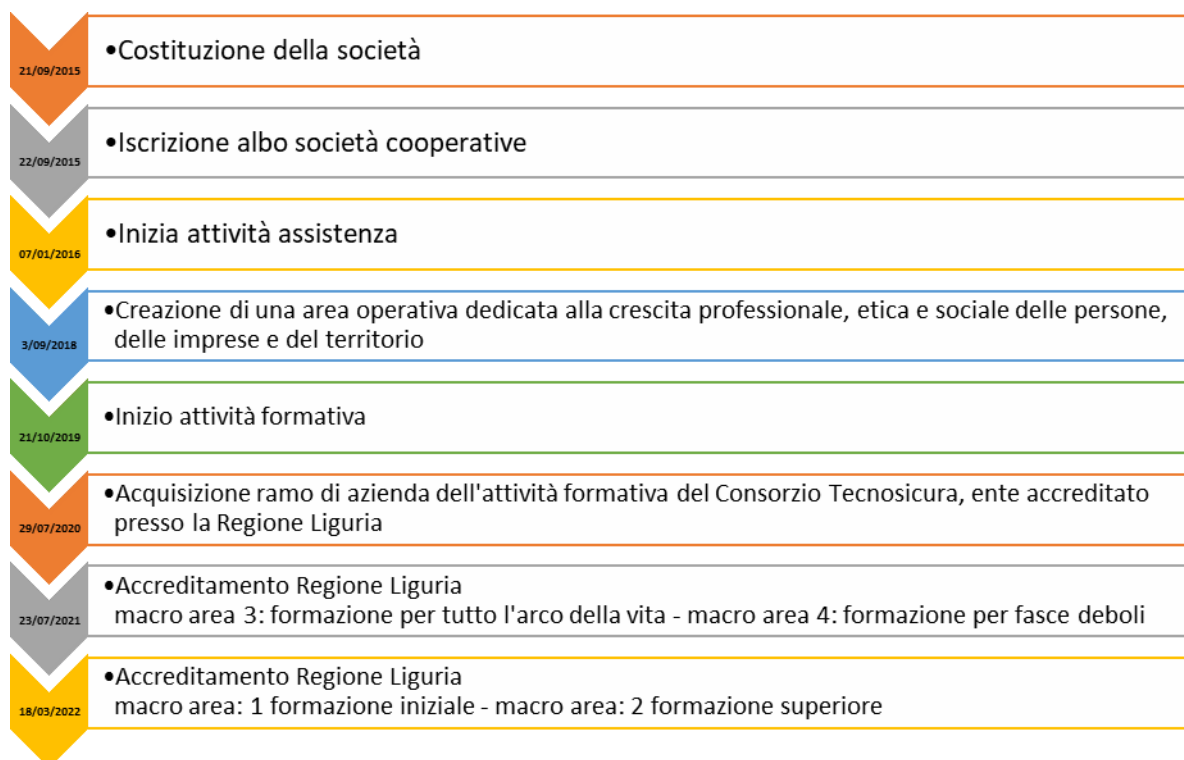 21/09/2015
•Costituzione della società
22/09/2015
•Iscrizione albo società cooperative
07/01/2016
•Inizia attività assistenza
3/09/2018
•Creazione di una area operativa dedicata alla crescita professionale, etica e sociale delle persone,
delle imprese e del territorio
21/10/2019
•Inizio attività formativa
29/07/2020
•Acquisizione ramo di azienda dell'attività formativa del Consorzio Tecnosicura, ente accreditato
presso la Regione Liguria
23/07/2021
•Accreditamento Regione Liguria
macro area 3: formazione per tutto l'arco della vita - macro area 4: formazione per fasce deboli
18/03/2022
•Accreditamento Regione Liguria
macro area: 1 formazione iniziale - macro area: 2 formazione superiore